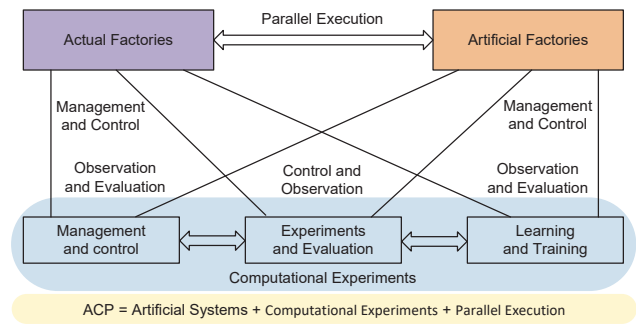 Parallel Execution
Actual Factories
Artificial Factories
Management
and Control
Management
and Control
Observation
and Evaluation
Control and
Observation
Observation
and Evaluation
Management
and control
Experiments
and Evaluation
Learning
and Training
Computational Experiments
ACP = Artificial Systems + Computational Experiments + Parallel Execution